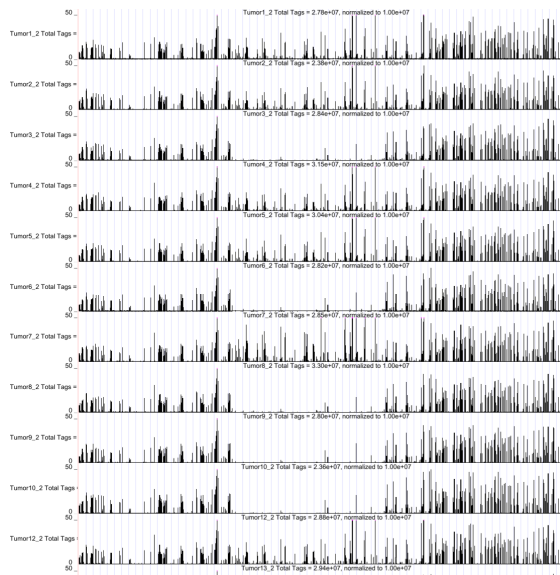 50 _ Tumor1_2 Total Tags = 2.78e+07, normalized to 1.00e+07
Tumor1_2 Total Tags =
0 _
50 _ Tumor2_2 Total Tags = 2.38e+07, normalized to 1.00e+07
Tumor2_2 Total Tags =
0 _
50 _ Tumor3_2 Total Tags = 2.84e+07, normalized to 1.00e+07
Tumor3_2 Total Tags =
0 _
50 _ Tumor4_2 Total Tags = 3.15e+07, normalized to 1.00e+07
Tumor4_2 Total Tags =
0 _
50 _ Tumor5_2 Total Tags = 3.04e+07, normalized to 1.00e+07
Tumor5_2 Total Tags =
0 _
50 _ Tumor6_2 Total Tags = 2.82e+07, normalized to 1.00e+07
Tumor6_2 Total Tags =
0 _
50 _ Tumor7_2 Total Tags = 2.85e+07, normalized to 1.00e+07
Tumor7_2 Total Tags =
0 _
50 _ Tumor8_2 Total Tags = 3.30e+07, normalized to 1.00e+07
Tumor8_2 Total Tags =
0 _
50 _ Tumor9_2 Total Tags = 2.80e+07, normalized to 1.00e+07
Tumor9_2 Total Tags =
0 _
50 _ Tumor10_2 Total Tags = 2.36e+07, normalized to 1.00e+07
Tumor10_2 Total Tags
0 _
50 _ Tumor12_2 Total Tags = 2.88e+07, normalized to 1.00e+07
Tumor12_2 Total Tags
0 _
50 _ Tumor13_2 Total Tags = 2.94e+07, normalized to 1.00e+07